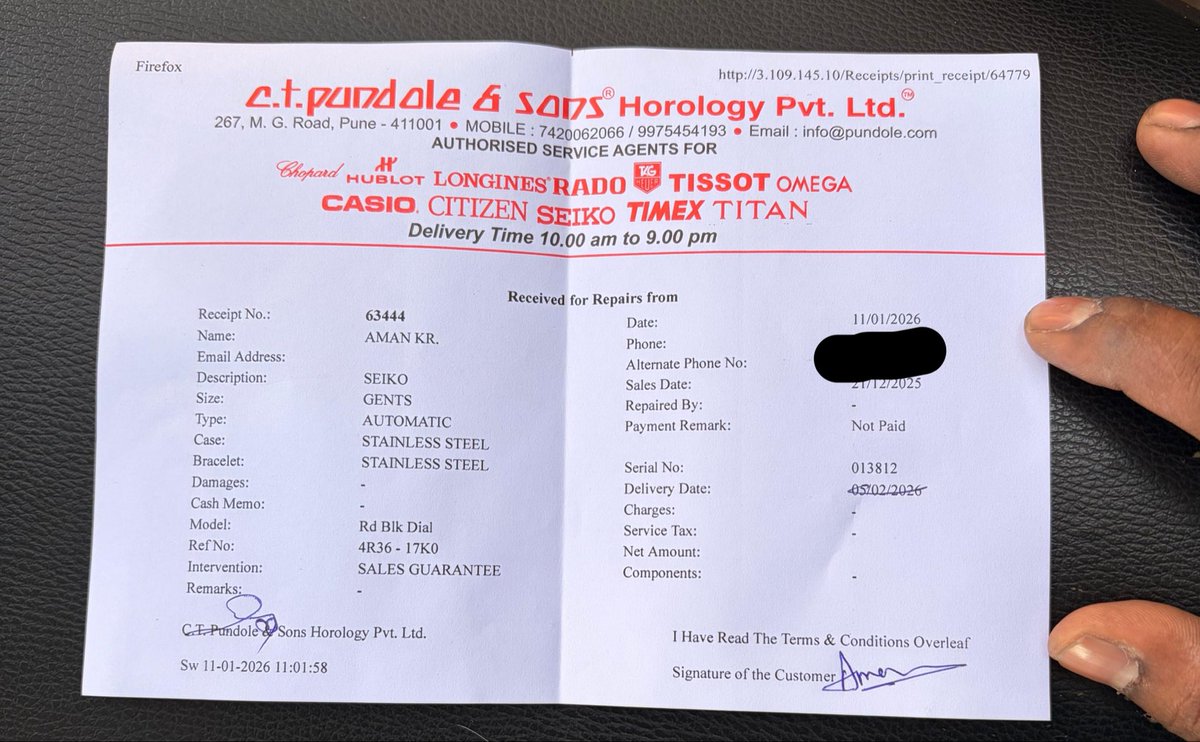 Firefox
http://3.109.145.10/Receipts/print_receipt/64779
c.t.pundole & sons® Horology Pvt. Ltd.™
267, M. G. Road, Pune - 411001 ● MOBILE : 7420062066 / 9975454193 ● Email : info@pundole.com
AUTHORISED SERVICE AGENTS FOR
Chopard HUBLOT LONGINES RADO TAG HEUER TISSOT OMEGA
CASIO. CITIZEN SEIKO TIMEX TITAN
Delivery Time 10.00 am to 9.00 pm
Received for Repairs from
Receipt No.: 63444
Name: AMAN KR.
Email Address:
Description: SEIKO
Size: GENTS
Type: AUTOMATIC
Case: STAINLESS STEEL
Bracelet: STAINLESS STEEL
Damages: -
Cash Memo: -
Model: Rd Blk Dial
Ref No: 4R36 - 17K0
Intervention: SALES GUARANTEE
Remarks: -
C.T. Pundole & Sons Horology Pvt. Ltd.
Sw 11-01-2026 11:01:58
Date: 11/01/2026
Phone:
Alternate Phone No:
Sales Date: 21/12/2025
Repaired By: -
Payment Remark: Not Paid
Serial No: 013812
Delivery Date: 05/02/2026
Charges: -
Service Tax: -
Net Amount:
Components: -
I Have Read The Terms & Conditions Overleaf
Signature of the Customer Aman